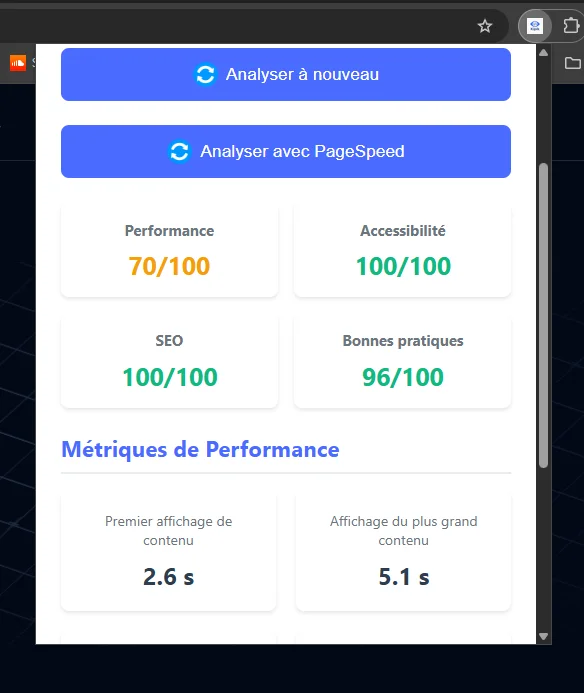 Analyser à nouveau
Analyser avec PageSpeed
Performance
70/100
Accessibilité
100/100
SEO
100/100
Bonnes pratiques
96/100
Métriques de Performance
Premier affichage de
contenu
2.6 s
Affichage du plus grand
contenu
5.1 s